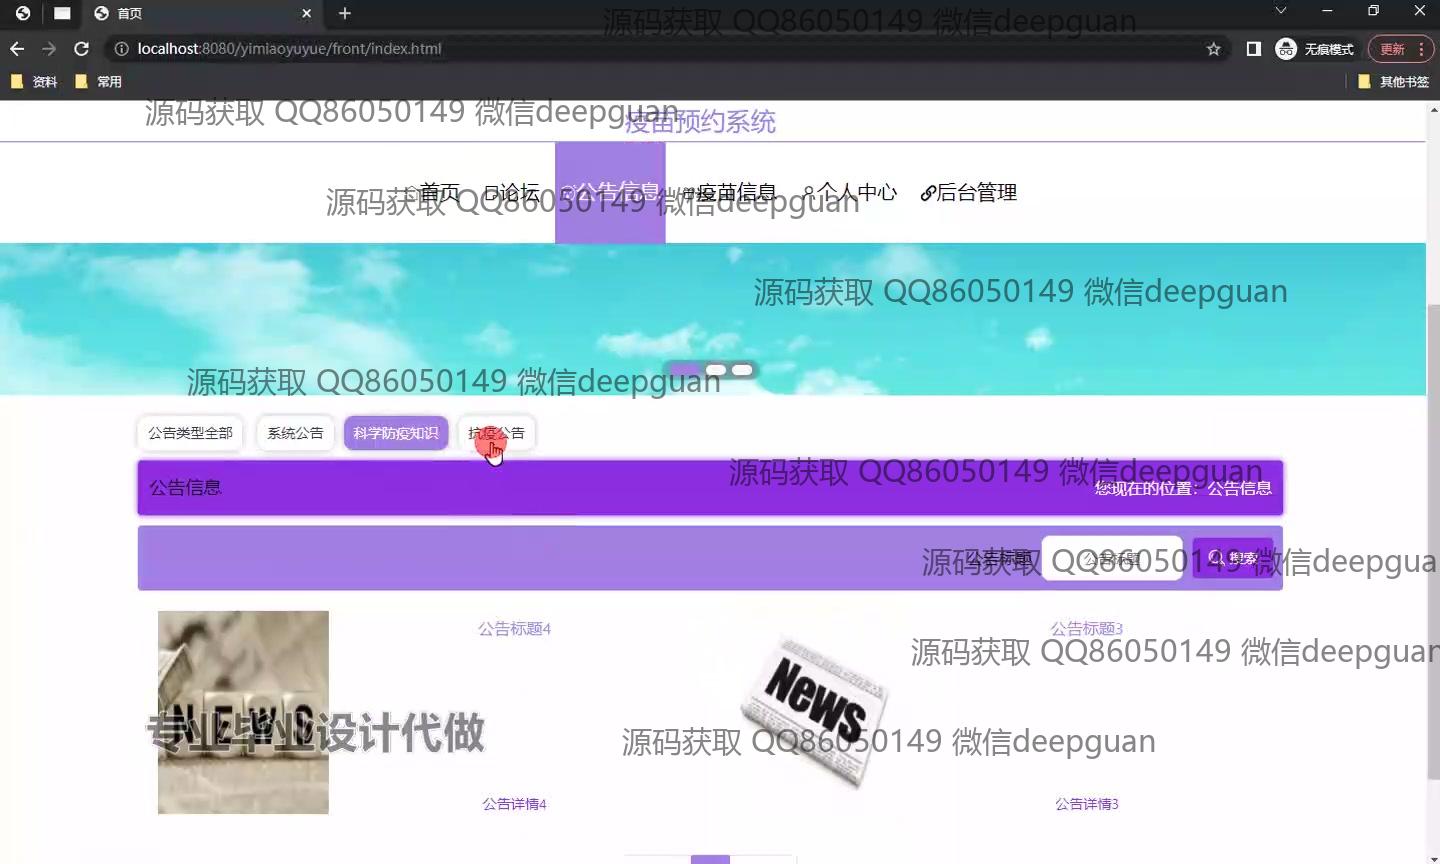 首页
源码获取 QQ86050149 微信deepguan
localhost:8080/yimiaoyuyue/front/index.html
无痕模式
更新
资料
常用
其他书签
源码获取 QQ86050149 微信deepguan
疫苗预约系统
首页
论坛
公告信息
疫苗信息
个人中心
后台管理
源码获取 QQ86050149 微信deepguan
源码获取 QQ86050149 微信deepguan
源码获取 QQ86050149 微信deepguan
公告类型全部
系统公告
科学防疫知识
抗疫公告
公告信息
源码获取 QQ86050149 微信deepguan
您现在的位置：公告信息
公告标题
公告标题
搜索
源码获取 QQ86050149 微信deepgua
公告标题4
公告标题3
源码获取 QQ86050149 微信deepguan
NEWS
News
专业毕业设计代做
源码获取 QQ86050149 微信deepguan
公告详情4
公告详情3